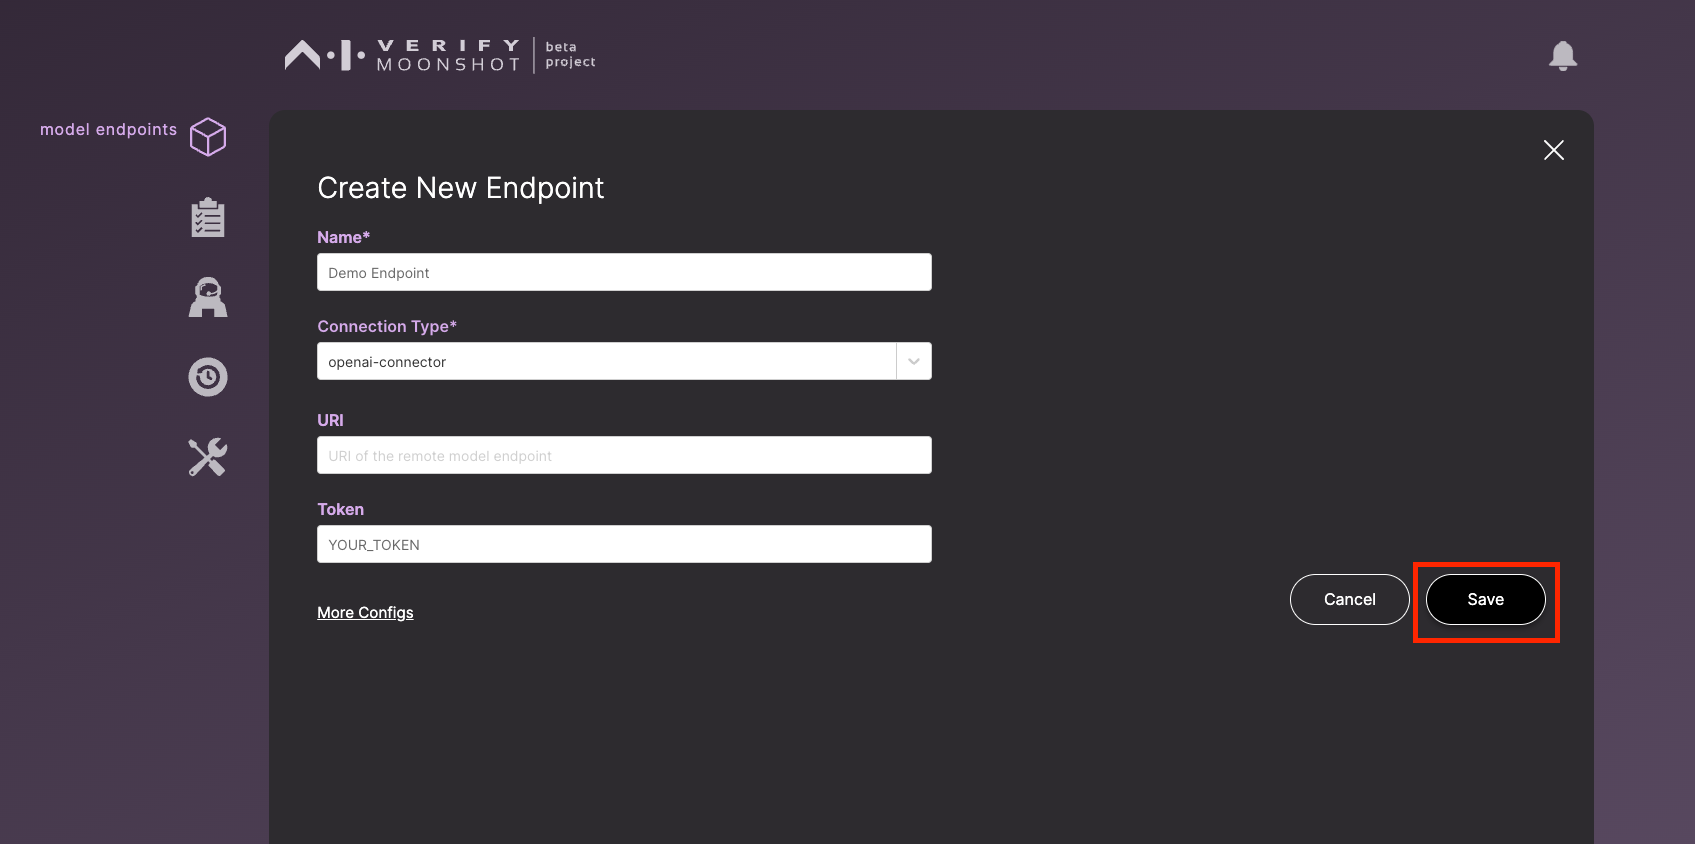 VERIFY
MOONSHOT
beta
project
model endpoints
Create New Endpoint
Name*
Demo Endpoint
Connection Type*
openai-connector
URI
URI of the remote model endpoint
Token
YOUR_TOKEN
More Configs
Cancel
Save